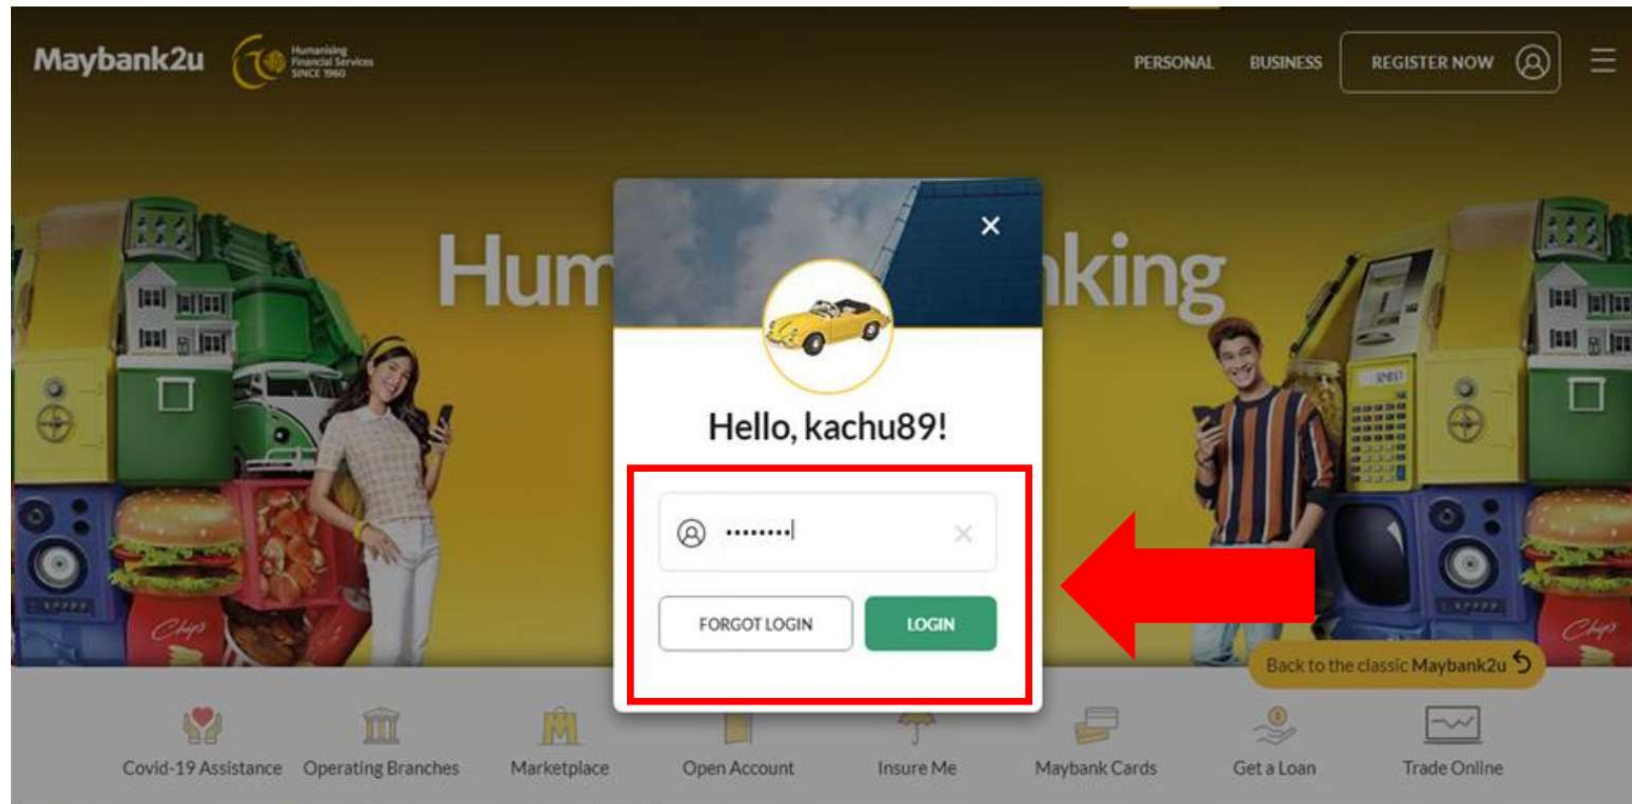 Maybank2u
Humanising
Financial Services
SINCE 1960
PERSONAL
BUSINESS
REGISTER NOW
Hum
nking
Hello, kachu89!
••••••••
FORGOT LOGIN
LOGIN
Chips
Chips
Back to the classic Maybank2u
Covid-19 Assistance
Operating Branches
Marketplace
Open Account
Insure Me
Maybank Cards
Get a Loan
Trade Online